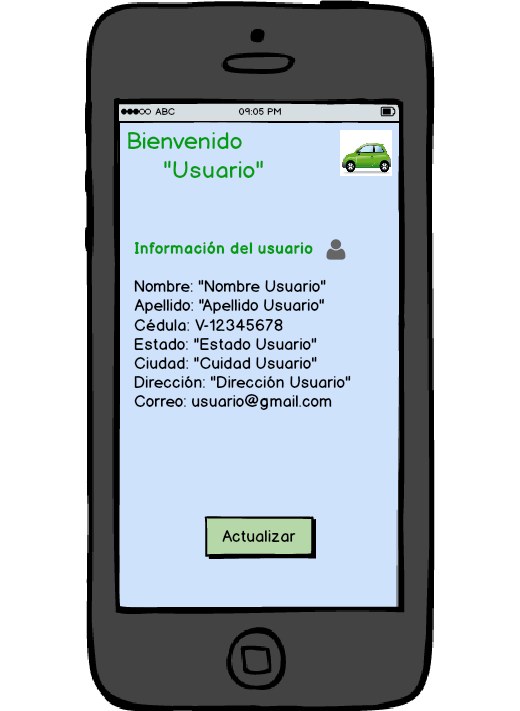 ABC 09:05 PM
Bienvenido
"Usuario"
Información del usuario
Nombre: "Nombre Usuario"
Apellido: "Apellido Usuario"
Cédula: V-12345678
Estado: "Estado Usuario"
Ciudad: "Cuidad Usuario"
Dirección: "Dirección Usuario"
Correo: usuario@gmail.com
Actualizar